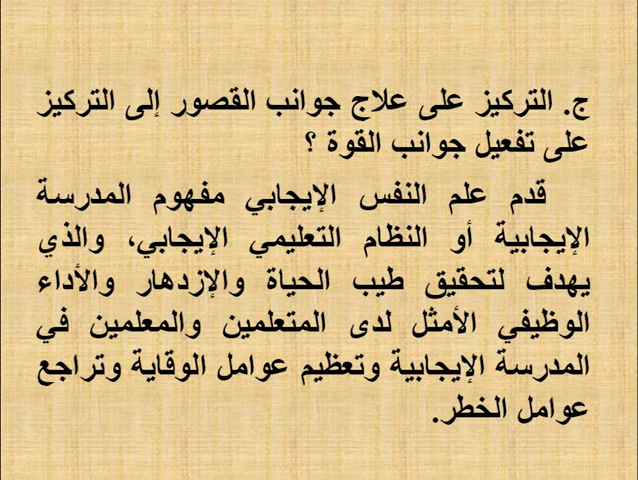 ج. التركيز على علاج جوانب القصور إلى التركيز
على تفعيل جوانب القوة ؟
قدم علم النفس الإيجابي مفهوم المدرسة
الإيجابية أو النظام التعليمي الإيجابي، والذي
يهدف لتحقيق طيب الحياة والإزدهار والأداء
الوظيفي الأمثل لدى المتعلمين والمعلمين في
المدرسة الإيجابية وتعظيم عوامل الوقاية وتراجع
عوامل الخطر.